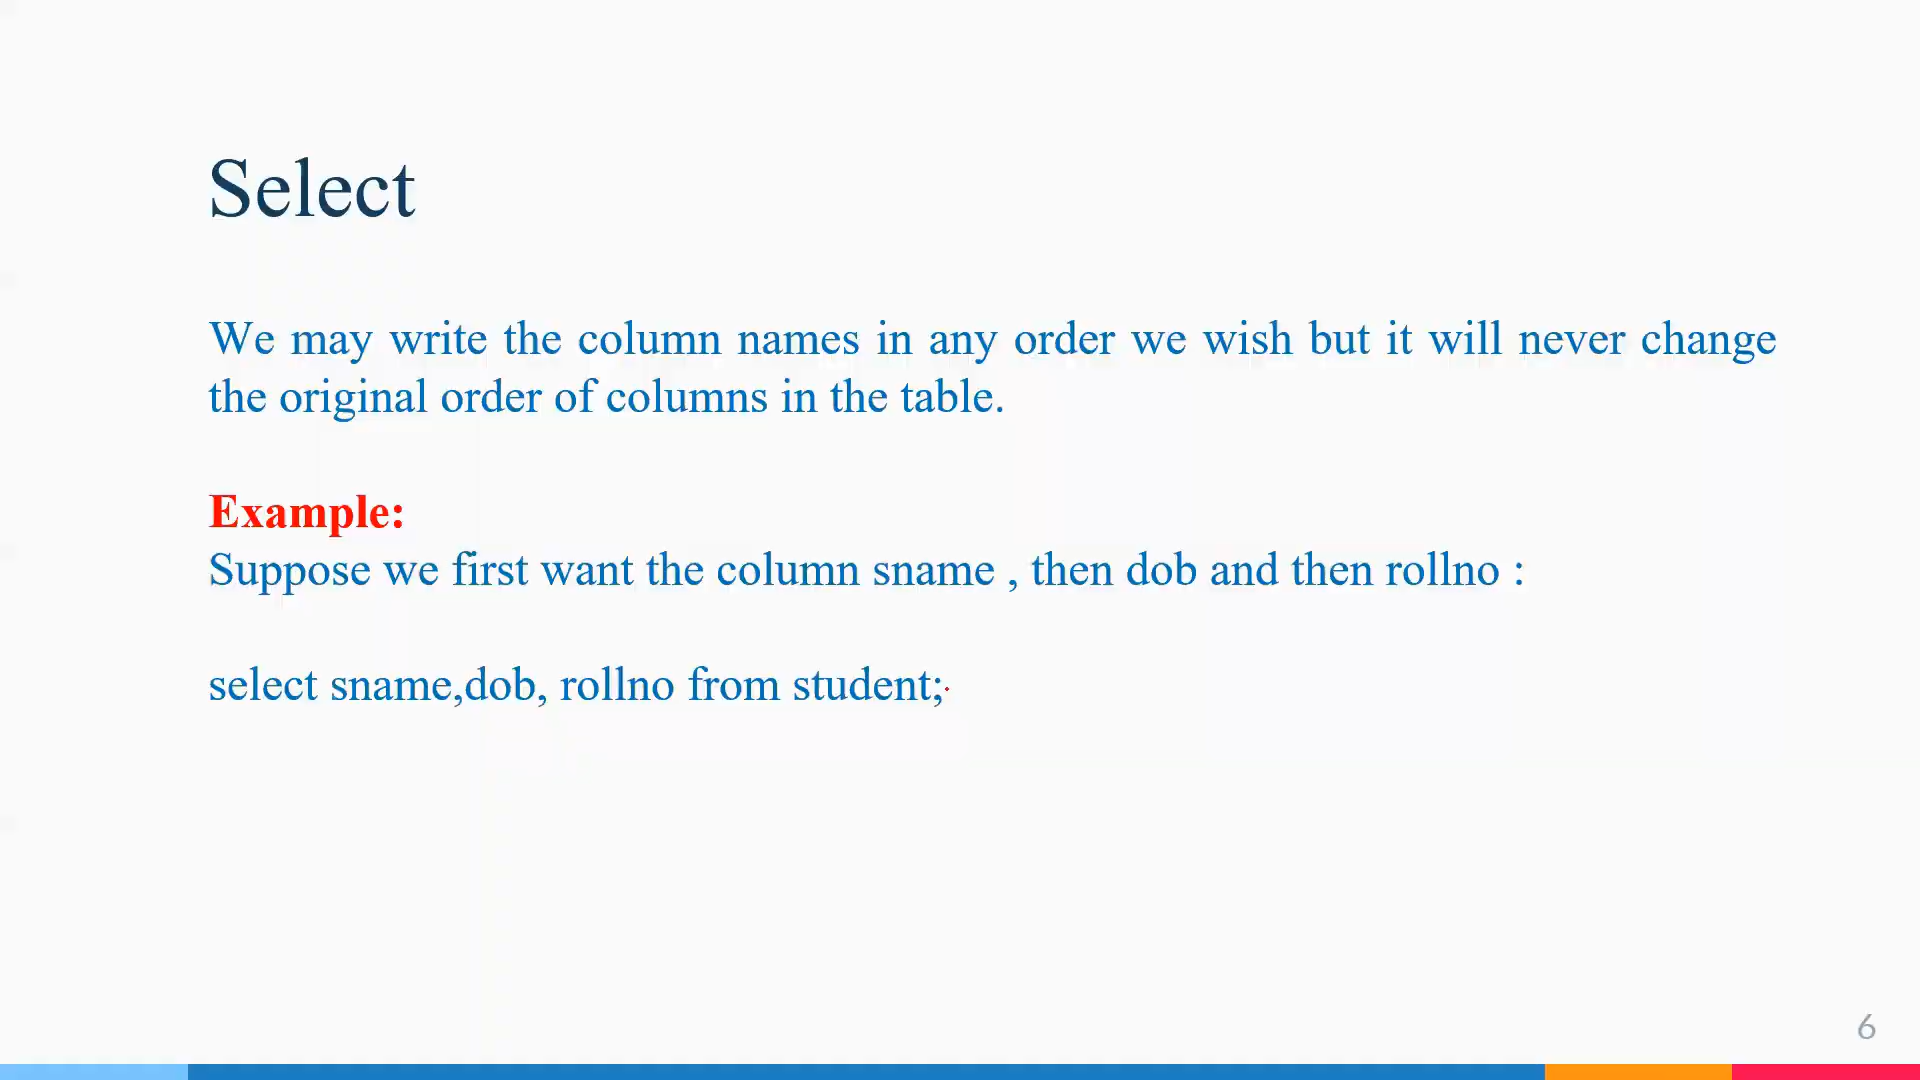 Select
We may write the column names in any order we wish but it will never change
the original order of columns in the table.
Example:
Suppose we first want the column sname , then dob and then rollno :
select sname,dob, rollno from student;
6